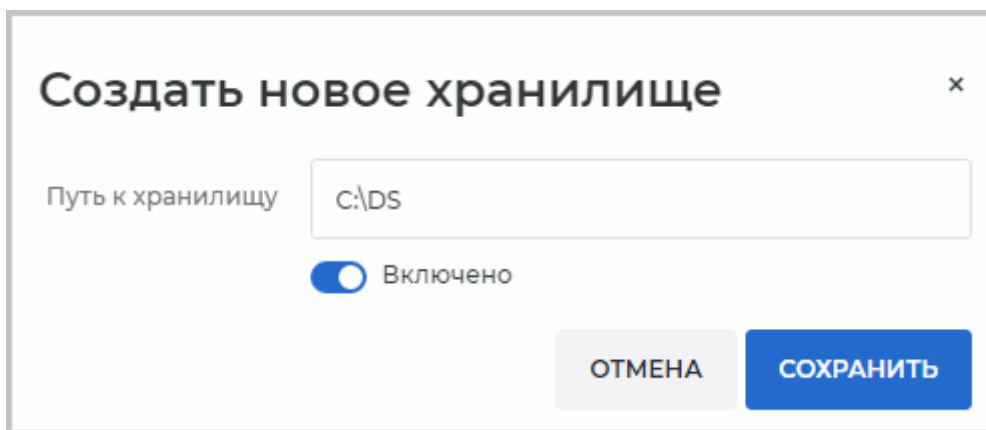 Создать новое хранилище ×
Путь к хранилищу C:\DS
Включено
ОТМЕНА СОХРАНИТЬ